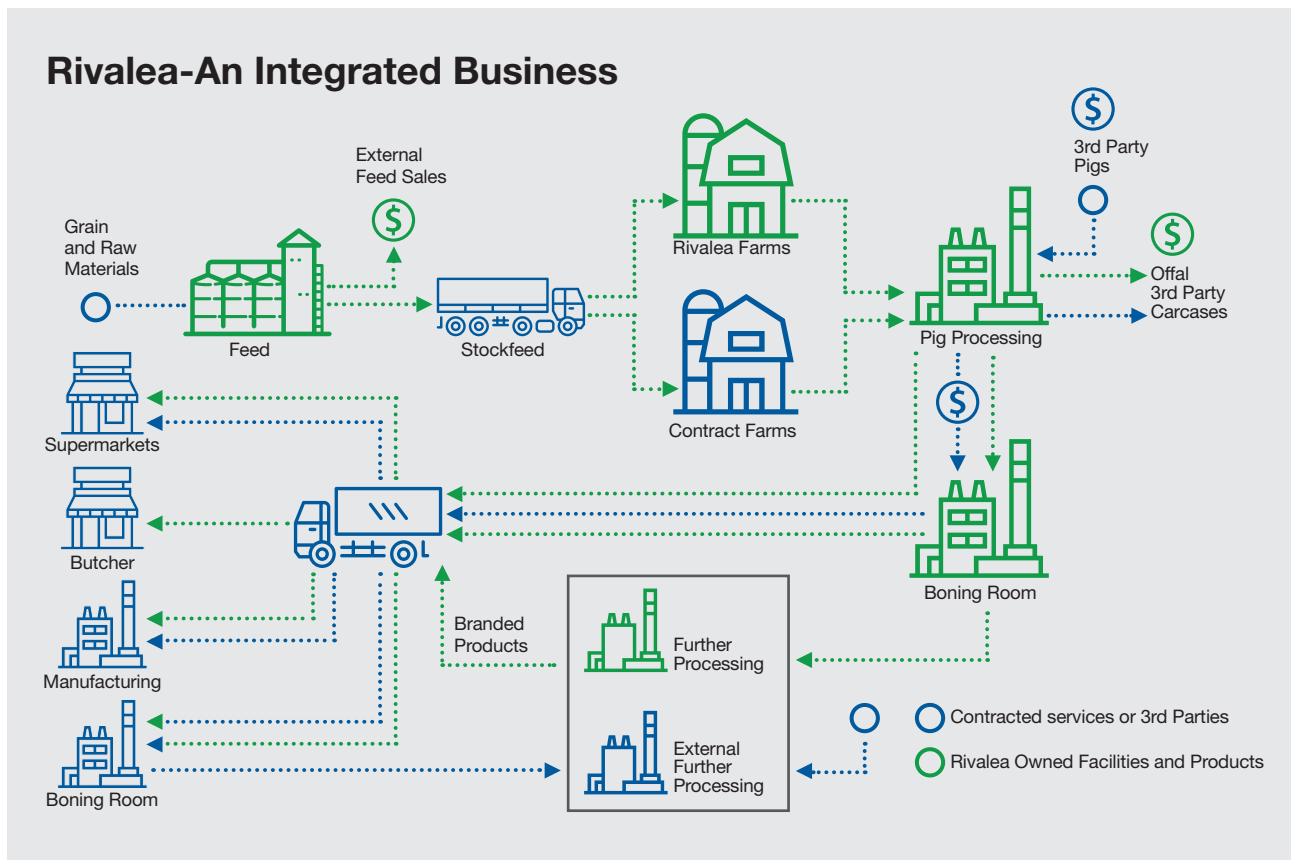 Rivalea-An Integrated Business
$
3rd Party
Pigs
External
Feed Sales
$
Grain
and Raw
Materials
Rivalea Farms
$
Offal
3rd Party
Carcases
Feed
Stockfeed
Pig Processing
Contract Farms
$
Supermarkets
Butcher
Boning Room
Branded
Products
Further
Processing
Manufacturing
External
Further
Processing
Contracted services or 3rd Parties
Rivalea Owned Facilities and Products
Boning Room